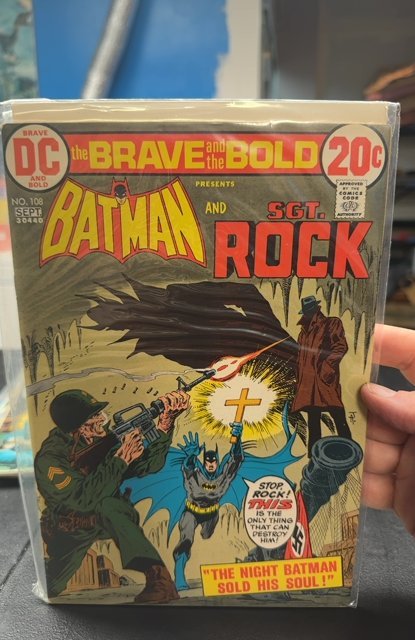 BRAVE
DC
AND
BOLD
the BRAVE and the BOLD
20¢
NO. 108
SEPT.
30440
PRESENTS
APPROVED
BY THE
COMICS
CODE
AUTHORITY
BATMAN
AND
SGT.
ROCK
STOP,
ROCK!
THIS
IS THE
ONLY THING
THAT CAN
DESTROY
HIM!
"THE NIGHT BATMAN
SOLD HIS SOUL!"